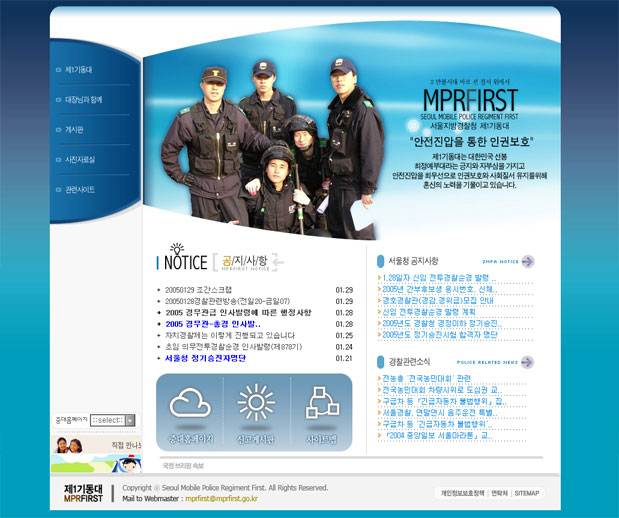 제1기동대
대장님과 함께
게시판
사진자료실
관련사이트
MPRFIRST
SEOUL MOBILE POLICE REGIMENT FIRST
서울지방경찰청 제1기동대
"안전진압을 통한 인권보호"
제1기동대는 대한민국 선봉
최정예부대라는 긍지와 자부심을 가지고
안전진압을 최우선으로 인권보호와 사회질서 유지를위해
혼신의 노력을 기울이고 있습니다.
NOTICE 공/지/사/항
MPRFIRST NOTICE
20050129 조간스크랩 01.29
20050128경찰관련방송(전일20~금일07) 01.29
2005 경무관급 인사발령에 따른 행정사항 01.28
2005 경무관-총경 인사발.. 01.28
자치경찰제는 이렇게 진행되고 있습니다 01.25
초임 의무전투경찰순경 인사발령(제878기) 01.24
서울청 정기승진자명단 01.21
서울청 공지사항 SMPA NOTICE
1.28일자 신임 전투경찰순경 발령 ..
2005년 간부후보생 응시번호, 신체..
경호경찰관(경감,경위급)모집 안내
신임 전투경찰순경 발령 계획
2005년도 경찰청 경정이하 정기승진..
2005년도 정기승진시험 합격자 명단
경찰관련소식 POLICE RELATED NEWS
전농총 '전국농민대회' 관련
전국농민대회 차량시위로 도심권 교..
구급차 등『긴급자동차 불법행위』집..
서울경찰, 연말연시 음주운전 특별..
구급차 등 '긴급자동차 불법행위'..
『2004 중앙일보 서울마라톤』교..
중대홈페이지
신고게시판
사이트맵
중대홈페이지 ::select::
직접 만나보
국정 브리핑 속보
제1기동대
MPRFIRST
Copyright ⓒ Seoul Mobile Police Regiment First. All Rights Reserved.
Mail to Webmaster : mprfirst@mprfirst.go.kr
개인정보보호정책 | 연락처 | SITEMAP